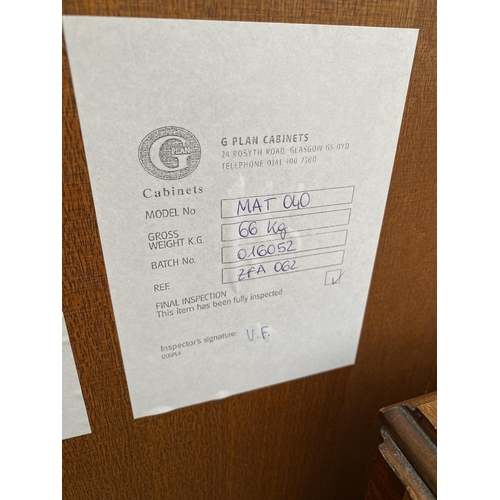 G PLAN
Cabinets
G PLAN CABINETS
24 ROSYTH ROAD, GLASGOW G5 0YD
TELEPHONE 0141 300 7300
MODEL No. MAT 040
GROSS
WEIGHT K.G. 66 Kg
BATCH No. 016052
REF. ZFA 062
FINAL INSPECTION
This item has been fully inspected
Inspector's signature: V.F.